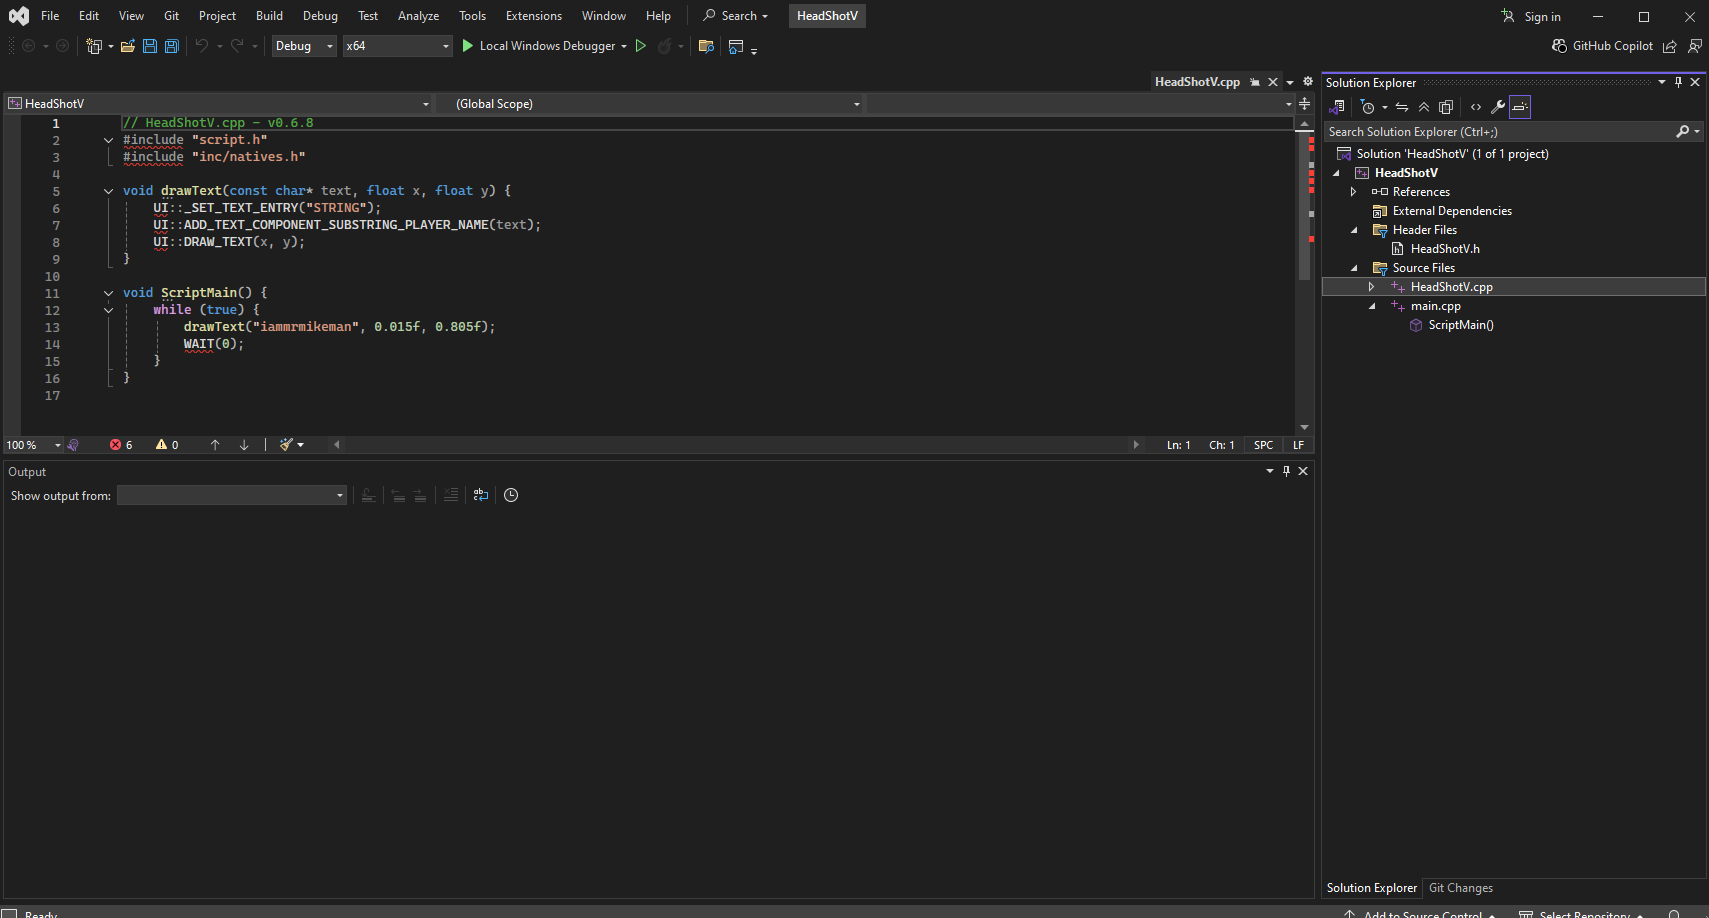 File Edit View Git Project Build Debug Test Analyze Tools Extensions Window Help Search HeadShotV Sign in
Debug x64 Local Windows Debugger GitHub Copilot
HeadShotV.cpp
HeadShotV (Global Scope)
1 // HeadShotV.cpp - v0.6.8
2 #include "script.h"
3 #include "inc/natives.h"
4
5 void drawText(const char* text, float x, float y) {
6 UI::_SET_TEXT_ENTRY("STRING");
7 UI::ADD_TEXT_COMPONENT_SUBSTRING_PLAYER_NAME(text);
8 UI::DRAW_TEXT(x, y);
9 }
10
11 void ScriptMain() {
12 while (true) {
13 drawText("iammrmikeman", 0.015f, 0.805f);
14 WAIT(0);
15 }
16 }
17
100 % 6 0 Ln: 1 Ch: 1 SPC LF
Output
Show output from:
Solution Explorer
Search Solution Explorer (Ctrl+;)
Solution 'HeadShotV' (1 of 1 project)
HeadShotV
References
External Dependencies
Header Files
HeadShotV.h
Source Files
HeadShotV.cpp
main.cpp
ScriptMain()
Solution Explorer Git Changes
Ready Add to Source Control Select Repository